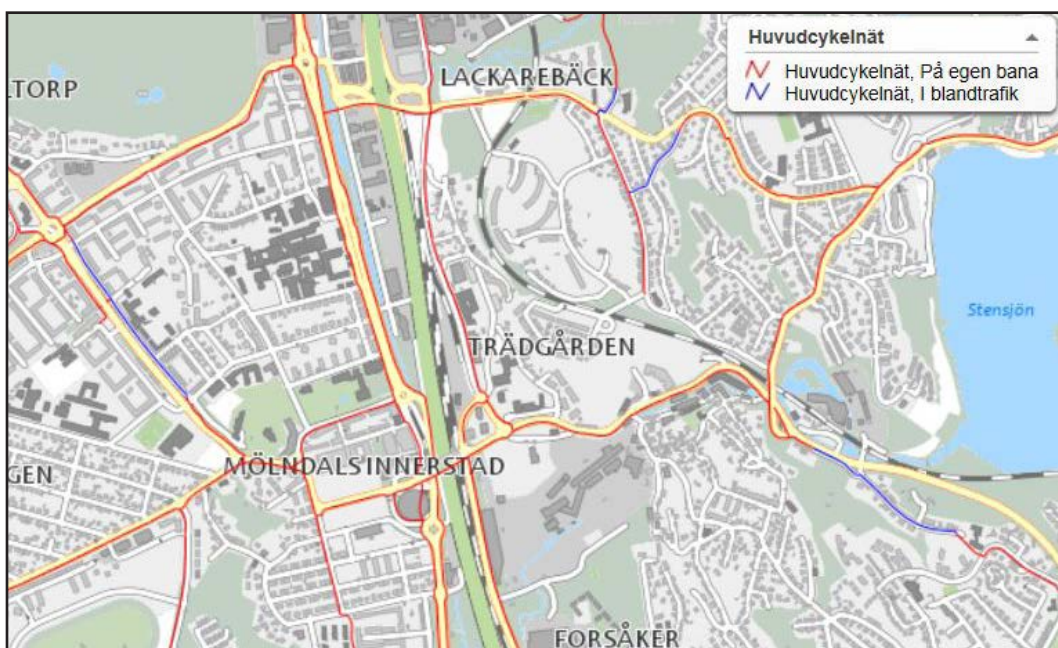 Huvudcykelnät
Huvudcykelnät, På egen bana
Huvudcykelnät, I blandtrafik
LACKAREBÄCK
LTORP
Stensjön
TRÄDGÅRDEN
MÖLNDALS INNERSTAD
GEN
FORSÅKER